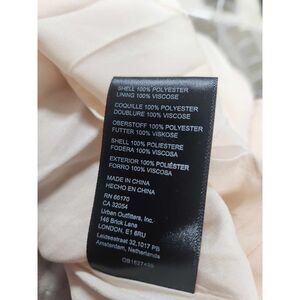 SHELL 100% POLYESTER
LINING 100% VISCOSE
COQUILLE 100% POLYESTER
DOUBLURE 100% VISCOSE
OBERSTOFF 100% POLYESTER
FUTTER 100% VISKOSE
SHELL 100% POLIESTERE
FODERA 100% VISCOSA
EXTERIOR 100% POLIÉSTER
FORRO 100% VISCOSA
MADE IN CHINA
HECHO EN CHINA
RN 66170
CA 32054
Urban Outfitters, Inc.
146 Brick Lane
LONDON, E1 6RU
Leidsestraat 32,1017 PB
Amsterdam, Netherlands